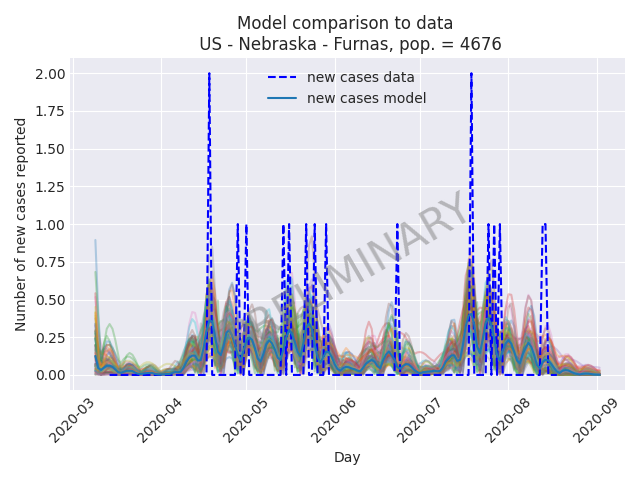 Model comparison to data
US - Nebraska - Furnas, pop. = 4676
new cases data
new cases model
PRELIMINARY
Number of new cases reported
2.00
1.75
1.50
1.25
1.00
0.75
0.50
0.25
0.00
2020-03
2020-04
2020-05
2020-06
2020-07
2020-08
2020-09
Day